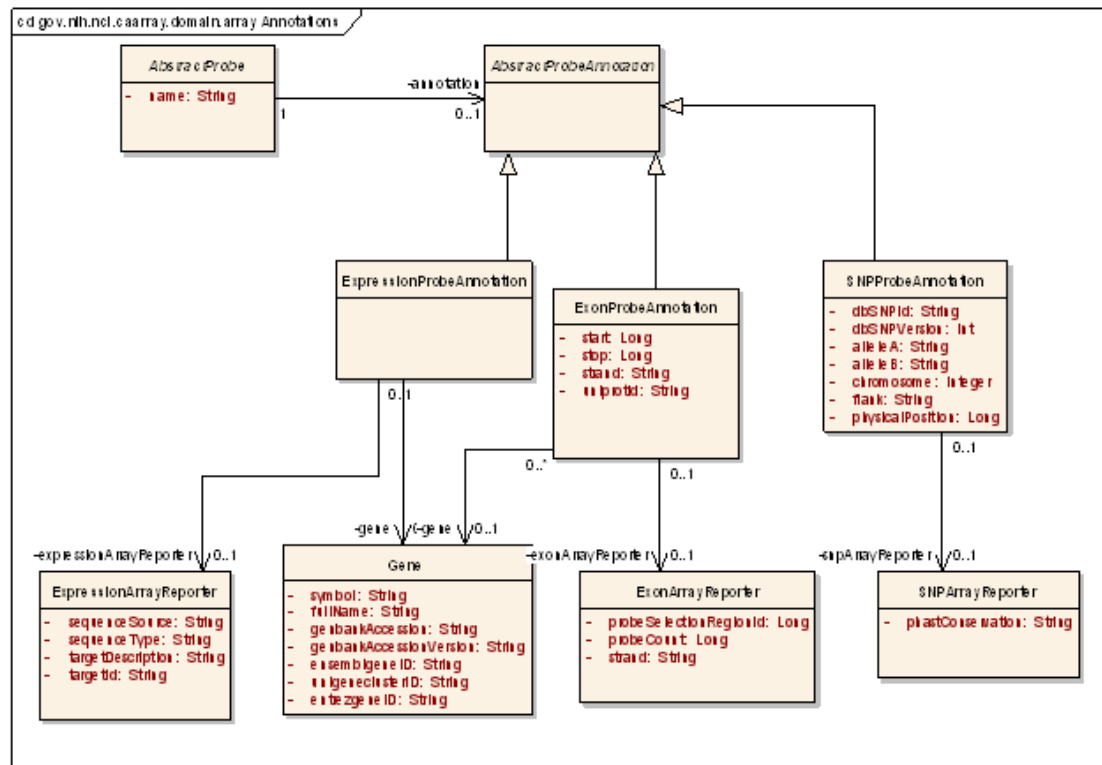 cd gov.nih.nci.caarray.domain.array Annotations
AbstractProbe
- name: String
AbstractProbeAnnotation
-annotation
1
0..1
ExpressionProbeAnnotation
ExonProbeAnnotation
- start: Long
- stop: Long
- strand: String
- uniprotId: String
SNPProbeAnnotation
- dbSNPId: String
- dbSNPVersion: int
- alleleA: String
- alleleB: String
- chromosome: Integer
- flank: String
- physicalPosition: Long
0..1
0..*
0..1
0..1
-expressionArrayReporter
0..1
-gene
-gene
0..1
-exonArrayReporter
0..1
-snpArrayReporter
0..1
ExpressionArrayReporter
- sequenceSource: String
- sequenceType: String
- targetDescription: String
- targetId: String
Gene
- symbol: String
- fullName: String
- genbankAccession: String
- genbankAccessionVersion: String
- ensemblgeneID: String
- unigeneclusterID: String
- entrezgeneID: String
ExonArrayReporter
- probeSelectionRegionId: Long
- probeCount: Long
- strand: String
SNPArrayReporter
- phastConservation: String